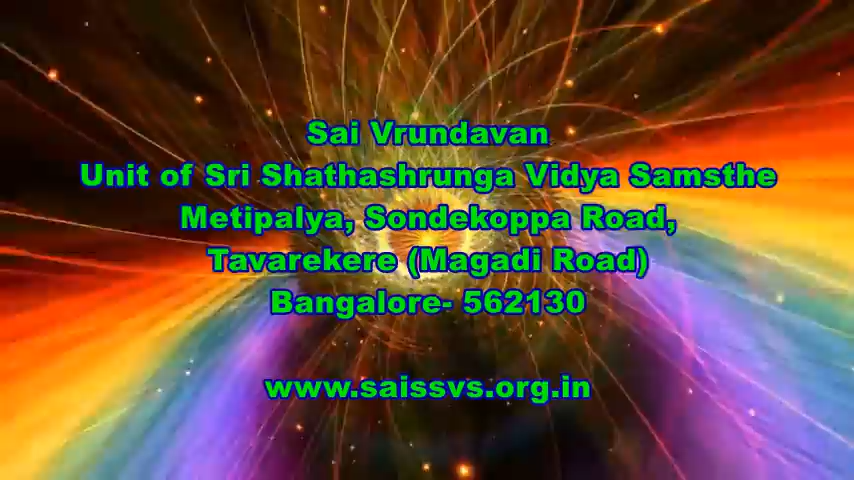 Sai Vrundavan
Unit of Sri Shathashrunga Vidya Samsthe
Metipalya, Sondekoppa Road,
Tavarekere (Magadi Road)
Bangalore- 562130
www.saissvs.org.in